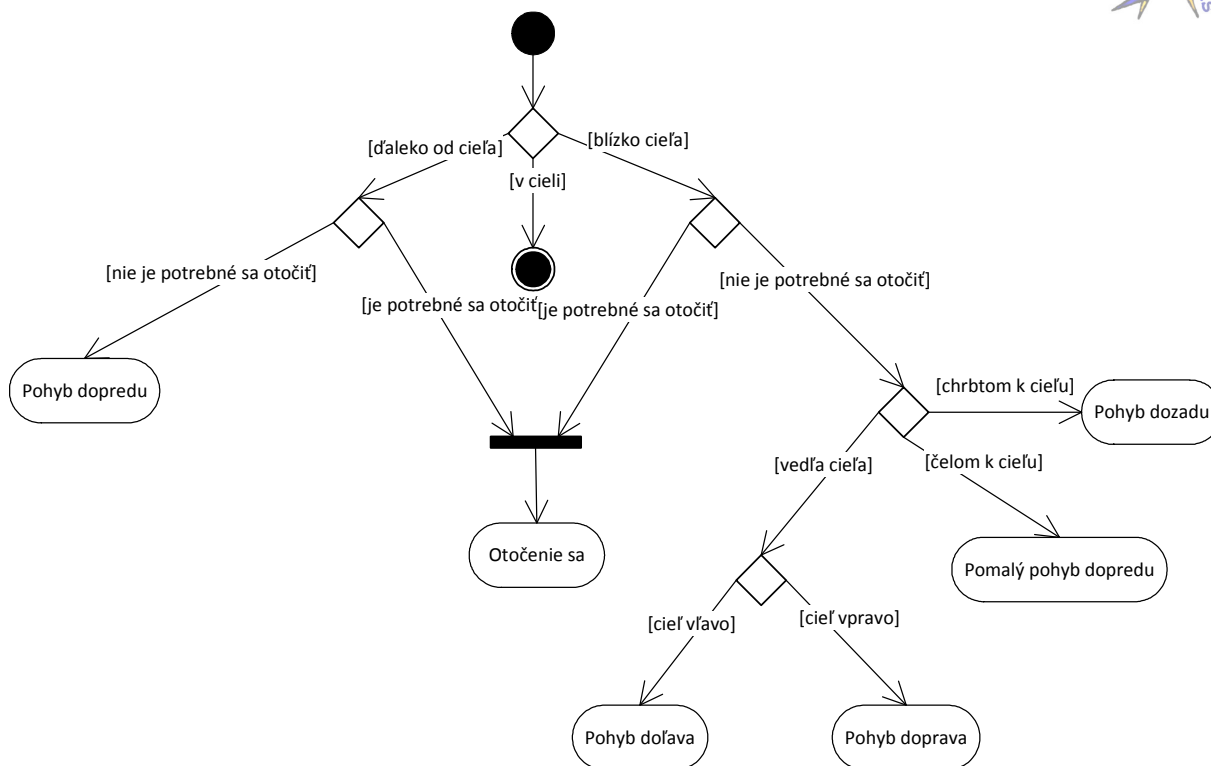 [ďaleko od cieľa]
[blízko cieľa]
[v cieli]
[nie je potrebné sa otočiť]
[je potrebné sa otočiť
[je potrebné sa otočiť]
[nie je potrebné sa otočiť]
Pohyb dopredu
[chrbtom k cieľu]
Pohyb dozadu
[vedľa cieľa]
[čelom k cieľu]
Otočenie sa
Pomalý pohyb dopredu
[cieľ vľavo]
[cieľ vpravo]
Pohyb doľava
Pohyb doprava